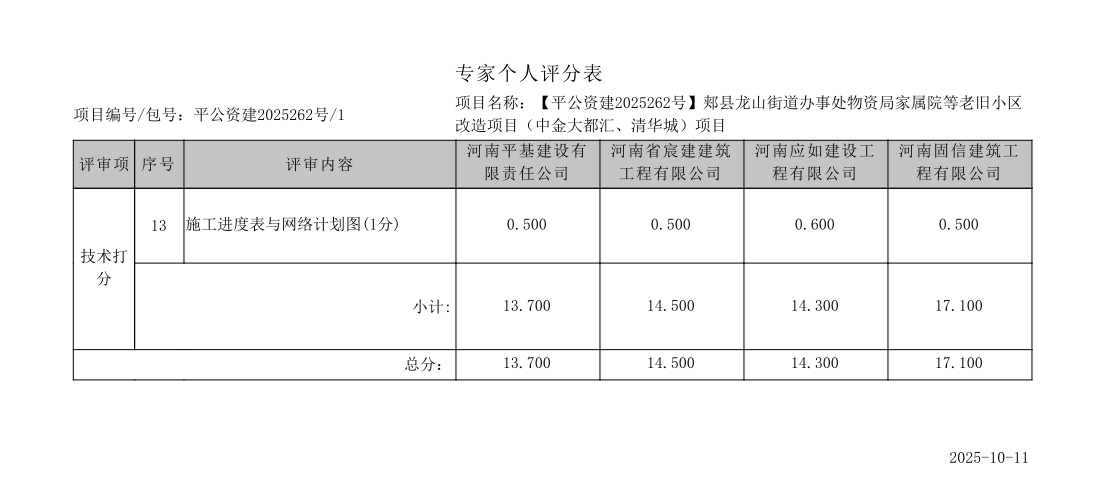 专家个人评分表
项目编号/包号: 平公资建2025262号/1
项目名称: 【平公资建2025262号】郏县龙山街道办事处物资局家属院等老旧小区
改造项目（中金大都汇、清华城）项目
评审项 序号 评审内容 河南平基建设有限责任公司 河南省宸建建筑工程有限公司 河南应如建设工程有限公司 河南固信建筑工程有限公司
技术打分 13 施工进度表与网络计划图(1分) 0.500 0.500 0.600 0.500
小计: 13.700 14.500 14.300 17.100
总分: 13.700 14.500 14.300 17.100
2025-10-11